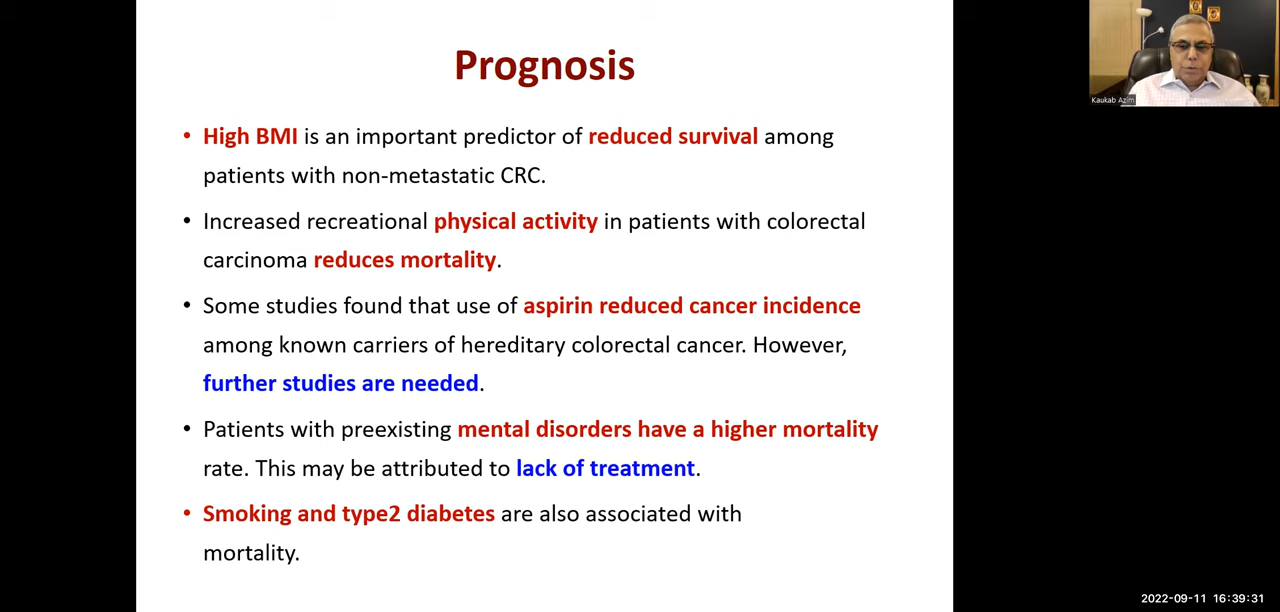 Prognosis
• High BMI is an important predictor of reduced survival among
patients with non-metastatic CRC.
• Increased recreational physical activity in patients with colorectal
carcinoma reduces mortality.
• Some studies found that use of aspirin reduced cancer incidence
among known carriers of hereditary colorectal cancer. However,
further studies are needed.
• Patients with preexisting mental disorders have a higher mortality
rate. This may be attributed to lack of treatment.
• Smoking and type2 diabetes are also associated with
mortality.
Kaukab Azim
2022-09-11 16:39:31